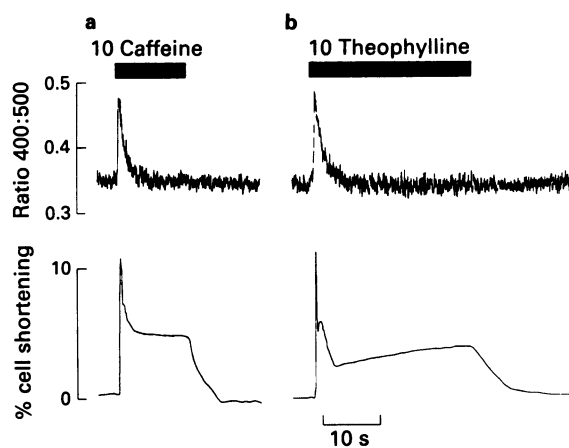 a
10 Caffeine
b
10 Theophylline
Ratio 400:500
0.5
0.4
0.3
% cell shortening
10
0
10 s